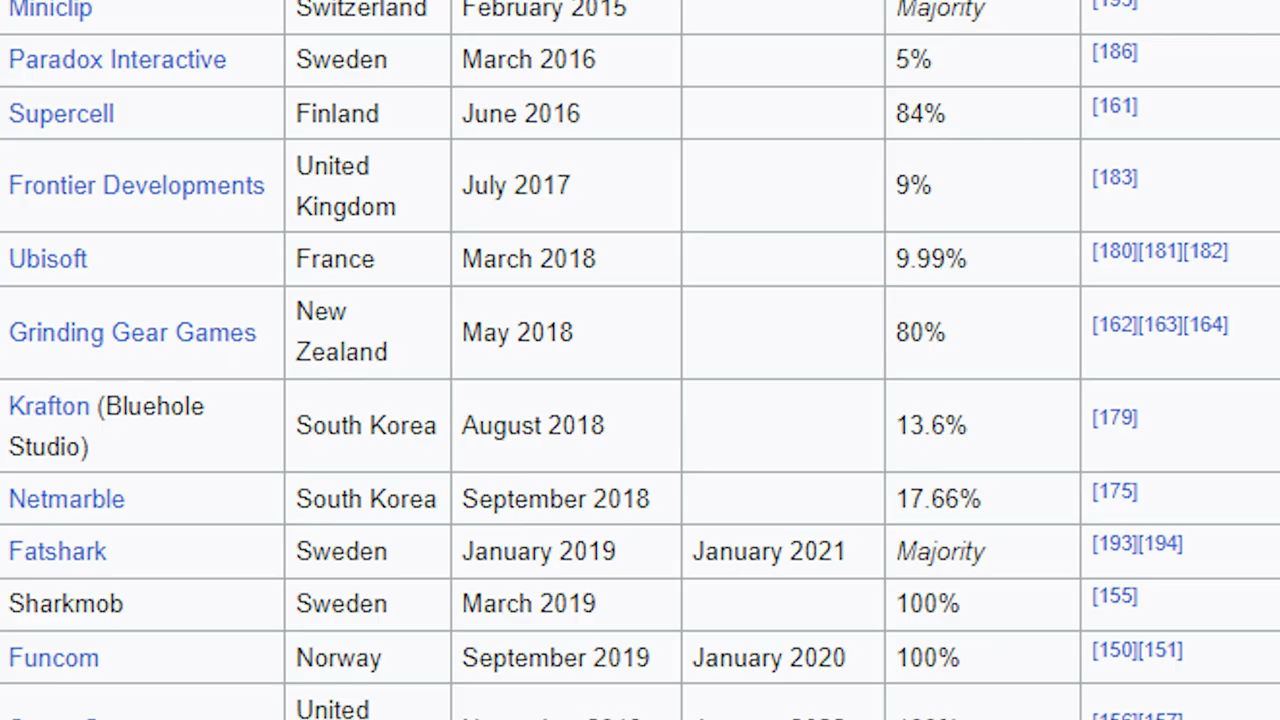 Miniclip Switzerland February 2015 Majority [195]
Paradox Interactive Sweden March 2016 5% [186]
Supercell Finland June 2016 84% [161]
Frontier Developments United Kingdom July 2017 9% [183]
Ubisoft France March 2018 9.99% [180][181][182]
Grinding Gear Games New Zealand May 2018 80% [162][163][164]
Krafton (Bluehole Studio) South Korea August 2018 13.6% [179]
Netmarble South Korea September 2018 17.66% [175]
Fatshark Sweden January 2019 January 2021 Majority [193][194]
Sharkmob Sweden March 2019 100% [155]
Funcom Norway September 2019 January 2020 100% [150][151]
United